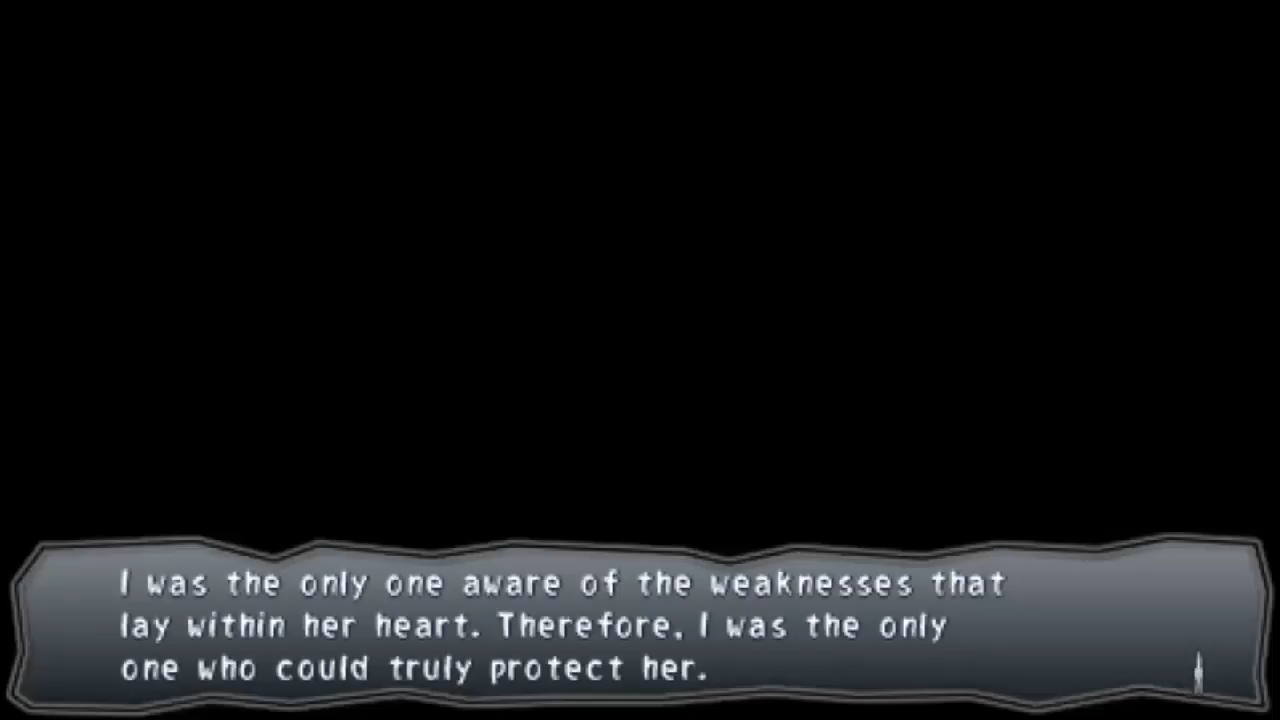 I was the only one aware of the weaknesses that
lay within her heart. Therefore, I was the only
one who could truly protect her.